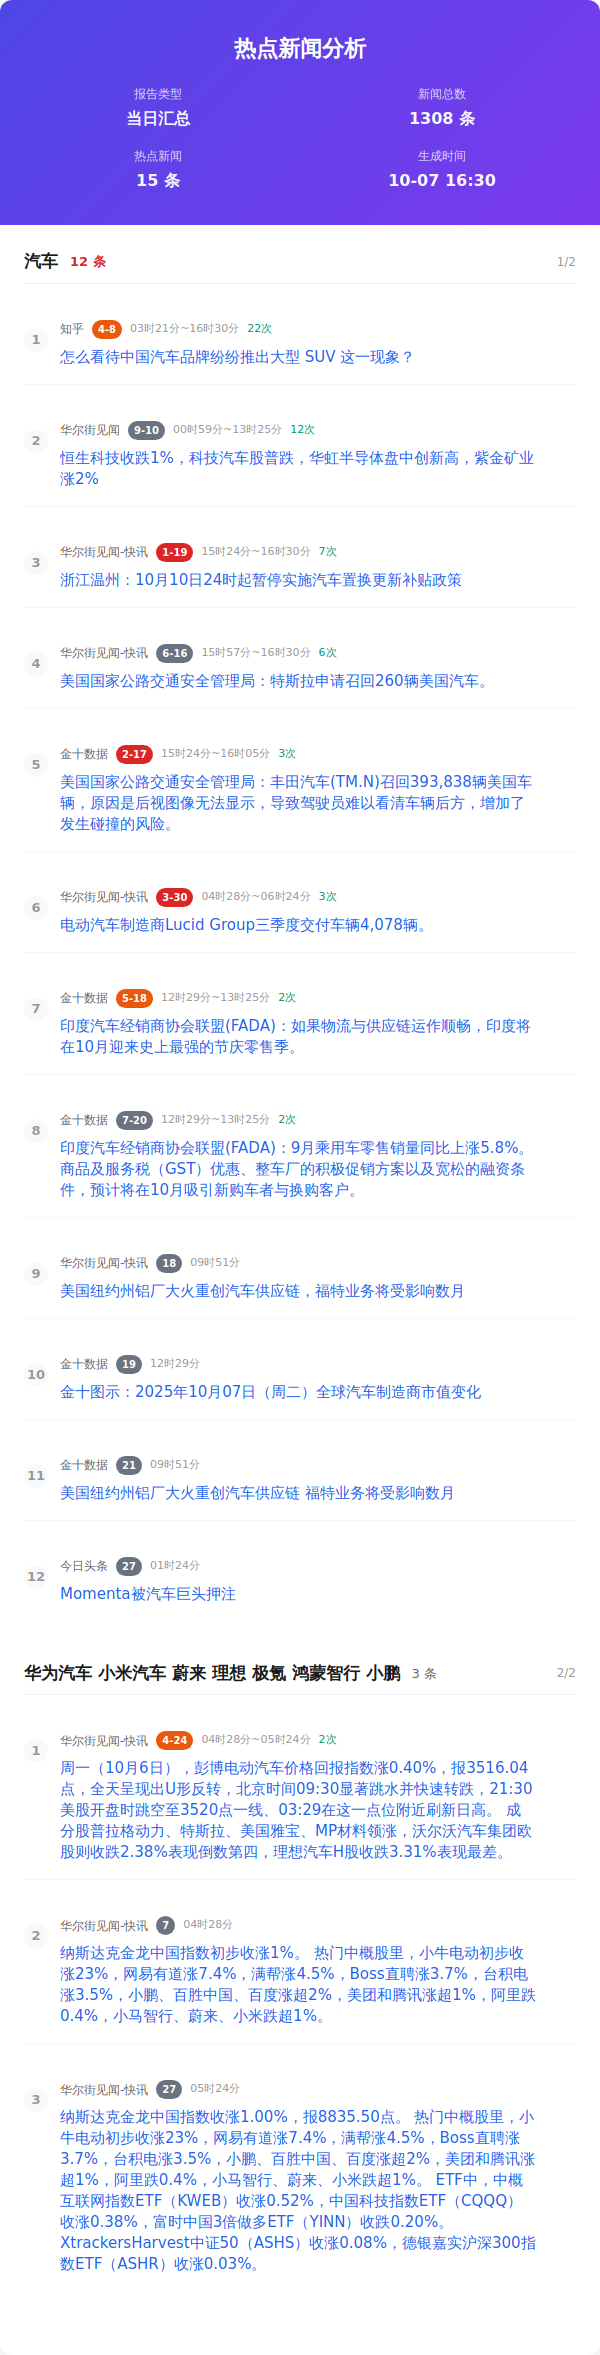 热点新闻分析
报告类型
当日汇总
新闻总数
1308 条
热点新闻
15 条
生成时间
10-07 16:30
汽车 12 条 1/2
1
知乎 4-8 03时21分~16时30分 22次
怎么看待中国汽车品牌纷纷推出大型 SUV 这一现象？
2
华尔街见闻 9-10 00时59分~13时25分 12次
恒生科技收跌1%，科技汽车股普跌，华虹半导体盘中创新高，紫金矿业
涨2%
3
华尔街见闻-快讯 1-19 15时24分~16时30分 7次
浙江温州：10月10日24时起暂停实施汽车置换更新补贴政策
4
华尔街见闻-快讯 6-16 15时57分~16时30分 6次
美国国家公路交通安全管理局：特斯拉申请召回260辆美国汽车。
5
金十数据 2-17 15时24分~16时05分 3次
美国国家公路交通安全管理局：丰田汽车(TM.N)召回393,838辆美国车
辆，原因是后视图像无法显示，导致驾驶员难以看清车辆后方，增加了
发生碰撞的风险。
6
华尔街见闻-快讯 3-30 04时28分~06时24分 3次
电动汽车制造商Lucid Group三季度交付车辆4,078辆。
7
金十数据 5-18 12时29分~13时25分 2次
印度汽车经销商协会联盟(FADA)：如果物流与供应链运作顺畅，印度将
在10月迎来史上最强的节庆零售季。
8
金十数据 7-20 12时29分~13时25分 2次
印度汽车经销商协会联盟(FADA)：9月乘用车零售销量同比上涨5.8%。
商品及服务税（GST）优惠、整车厂的积极促销方案以及宽松的融资条
件，预计将在10月吸引新购车者与换购客户。
9
华尔街见闻-快讯 18 09时51分
美国纽约州铝厂大火重创汽车供应链，福特业务将受影响数月
10
金十数据 19 12时29分
金十图示：2025年10月07日（周二）全球汽车制造商市值变化
11
金十数据 21 09时51分
美国纽约州铝厂大火重创汽车供应链 福特业务将受影响数月
12
今日头条 27 01时24分
Momenta被汽车巨头押注
华为汽车 小米汽车 蔚来 理想 极氪 鸿蒙智行 小鹏 3 条 2/2
1
华尔街见闻-快讯 4-24 04时28分~05时24分 2次
周一（10月6日），彭博电动汽车价格回报指数涨0.40%，报3516.04
点，全天呈现出U形反转，北京时间09:30显著跳水并快速转跌，21:30
美股开盘时跳空至3520点一线、03:29在这一点位附近刷新日高。 成
分股普拉格动力、特斯拉、美国雅宝、MP材料领涨，沃尔沃汽车集团欧
股则收跌2.38%表现倒数第四，理想汽车H股收跌3.31%表现最差。
2
华尔街见闻-快讯 7 04时28分
纳斯达克金龙中国指数初步收涨1%。 热门中概股里，小牛电动初步收
涨23%，网易有道涨7.4%，满帮涨4.5%，Boss直聘涨3.7%，台积电
涨3.5%，小鹏、百胜中国、百度涨超2%，美团和腾讯涨超1%，阿里跌
0.4%，小马智行、蔚来、小米跌超1%。
3
华尔街见闻-快讯 27 05时24分
纳斯达克金龙中国指数收涨1.00%，报8835.50点。 热门中概股里，小
牛电动初步收涨23%，网易有道涨7.4%，满帮涨4.5%，Boss直聘涨
3.7%，台积电涨3.5%，小鹏、百胜中国、百度涨超2%，美团和腾讯涨
超1%，阿里跌0.4%，小马智行、蔚来、小米跌超1%。 ETF中，中概
互联网指数ETF（KWEB）收涨0.52%，中国科技指数ETF（CQQQ）
收涨0.38%，富时中国3倍做多ETF（YINN）收跌0.20%。
XtrackersHarvest中证50（ASHS）收涨0.08%，德银嘉实沪深300指
数ETF（ASHR）收涨0.03%。